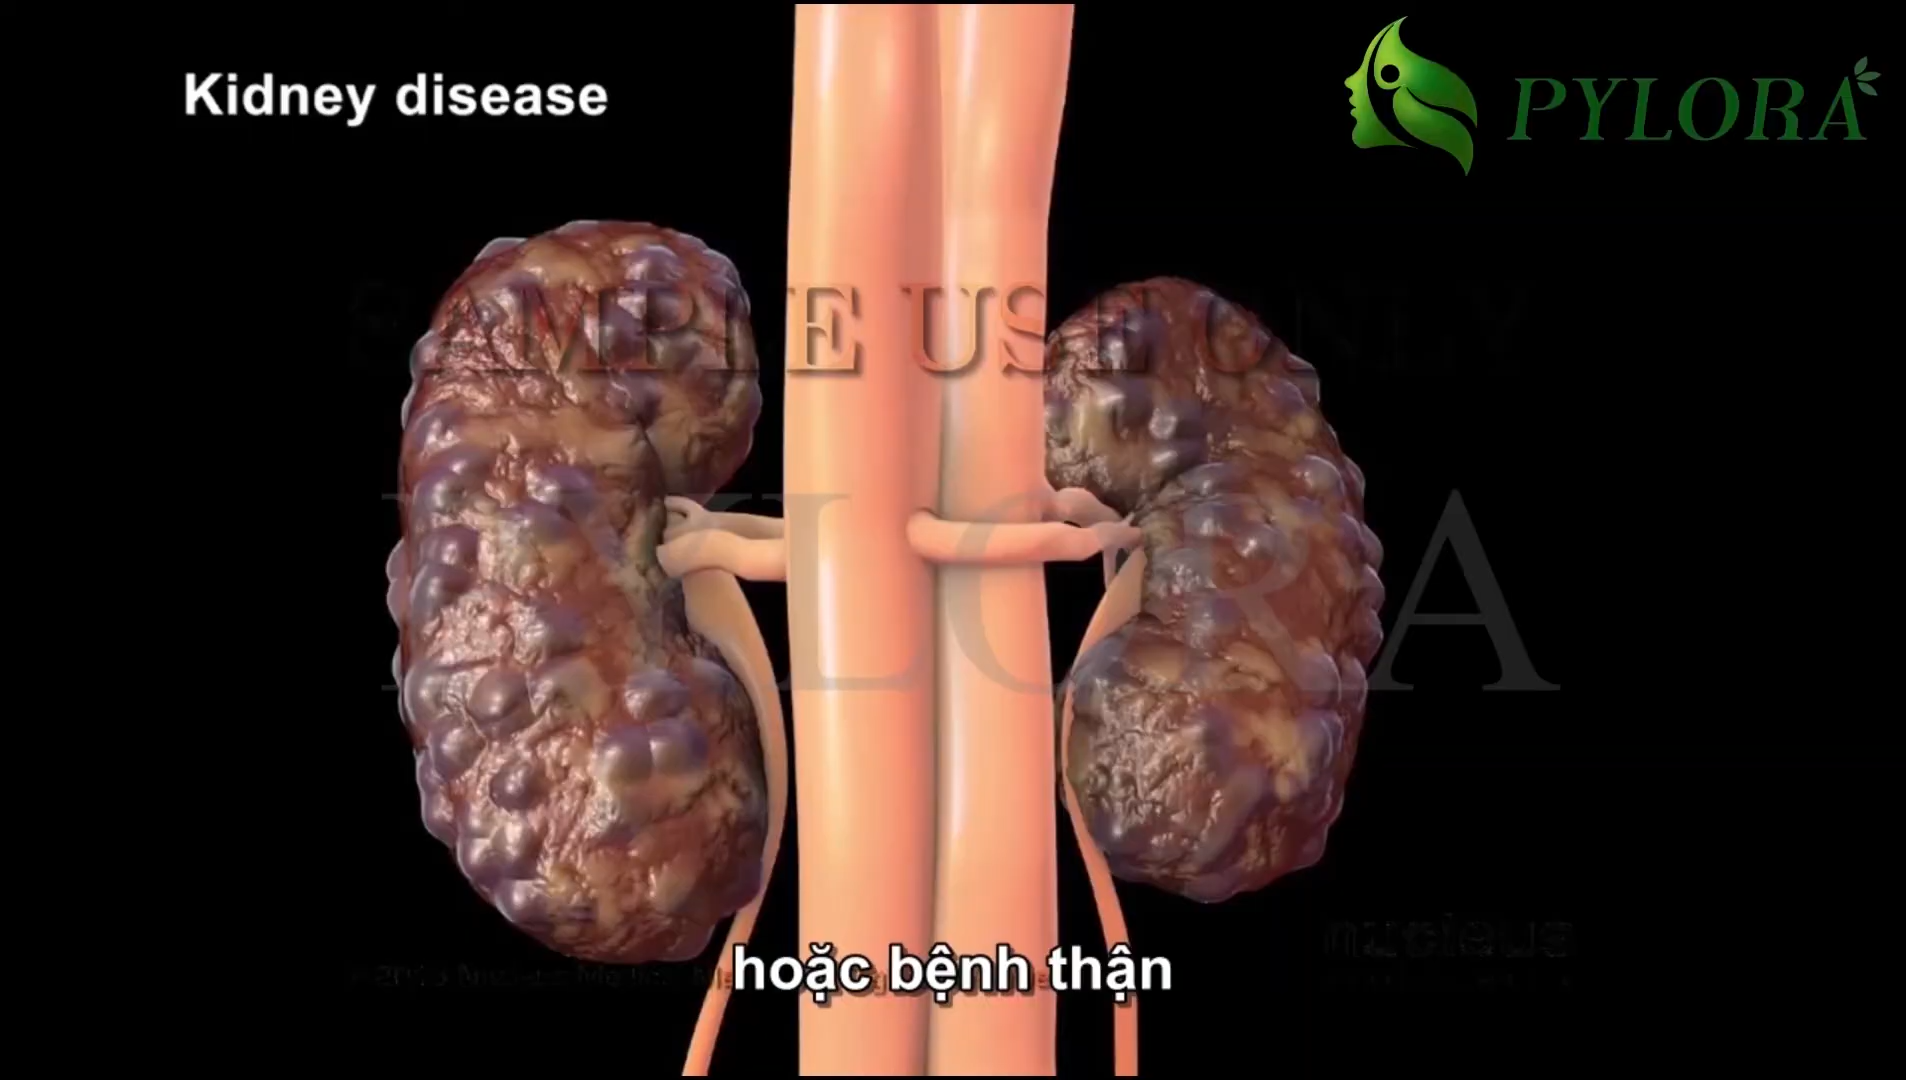 Kidney disease
PYLORA
SAMPLE USE ONLY
PYLORA
nucleus
hoặc bệnh thận